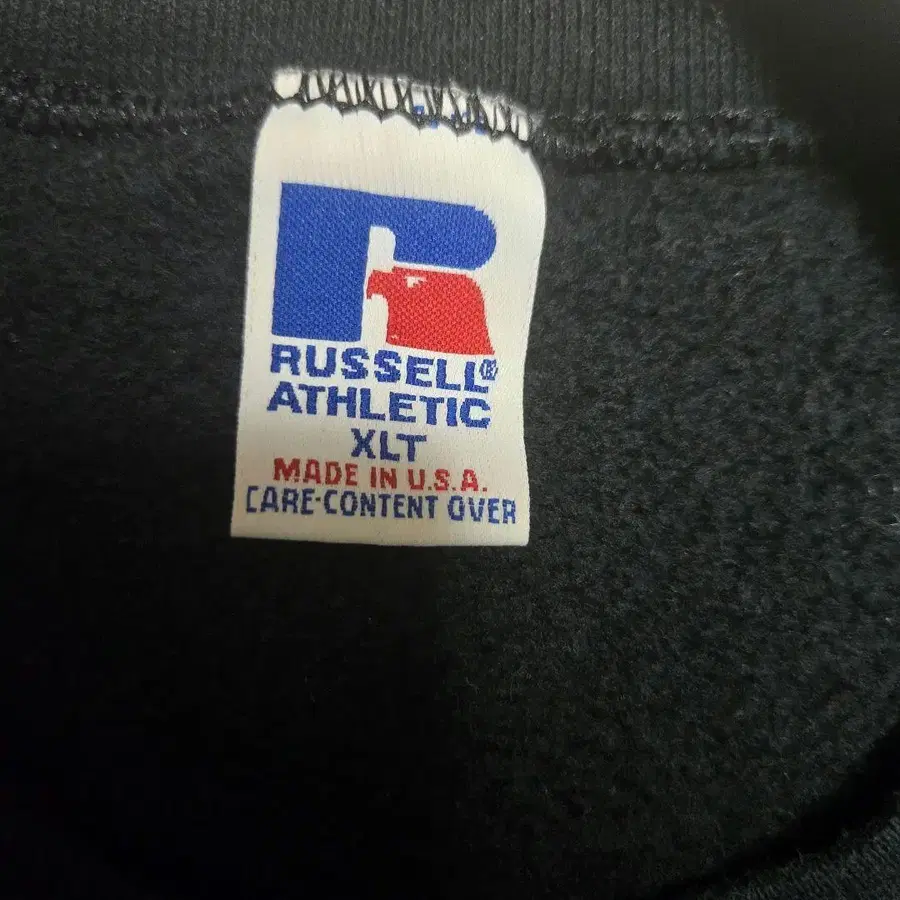 RUSSELL®
ATHLETIC
XLT
MADE IN U.S.A.
CARE-CONTENT OVER